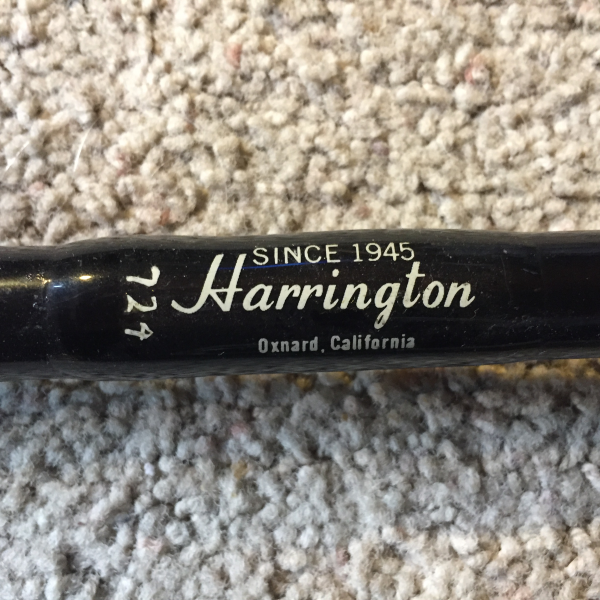 SINCE 1945
Harrington
Oxnard, California
724